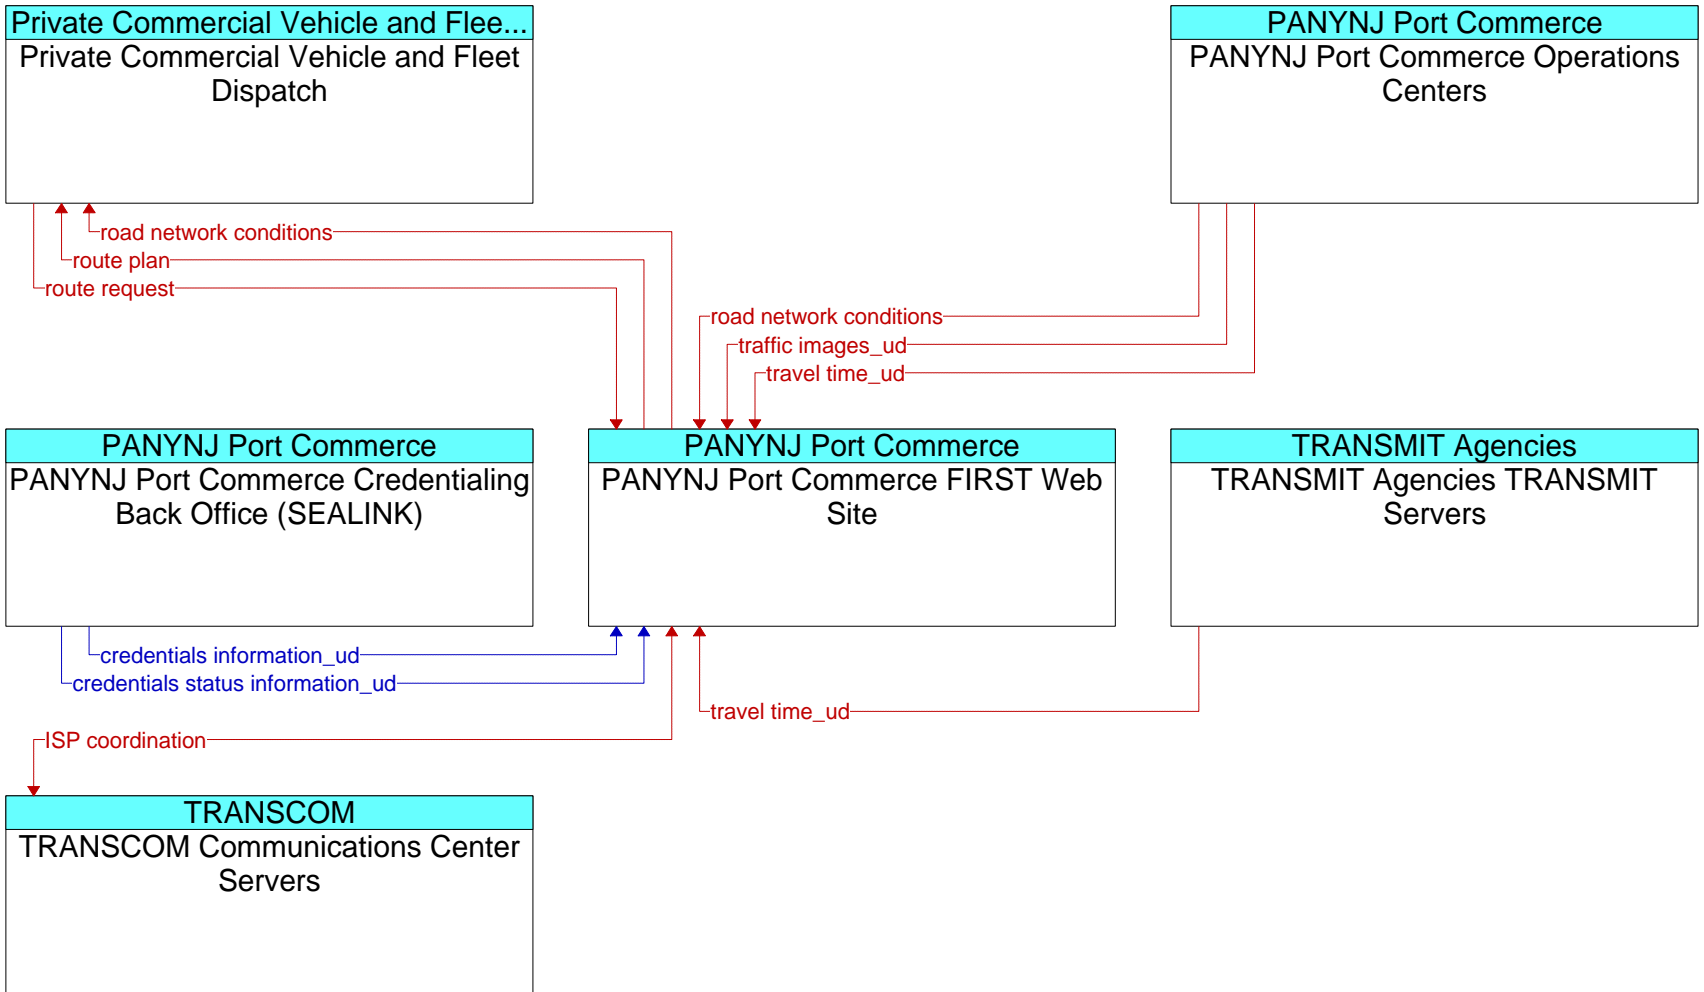 Private Commercial Vehicle and Flee...
Private Commercial Vehicle and Fleet
Dispatch
PANYNJ Port Commerce
PANYNJ Port Commerce Operations
Centers
road network conditions
route plan
route request
road network conditions
traffic images_ud
travel time_ud
PANYNJ Port Commerce
PANYNJ Port Commerce Credentialing
Back Office (SEALINK)
PANYNJ Port Commerce
PANYNJ Port Commerce FIRST Web
Site
TRANSMIT Agencies
TRANSMIT Agencies TRANSMIT
Servers
credentials information_ud
credentials status information_ud
travel time_ud
ISP coordination
TRANSCOM
TRANSCOM Communications Center
Servers